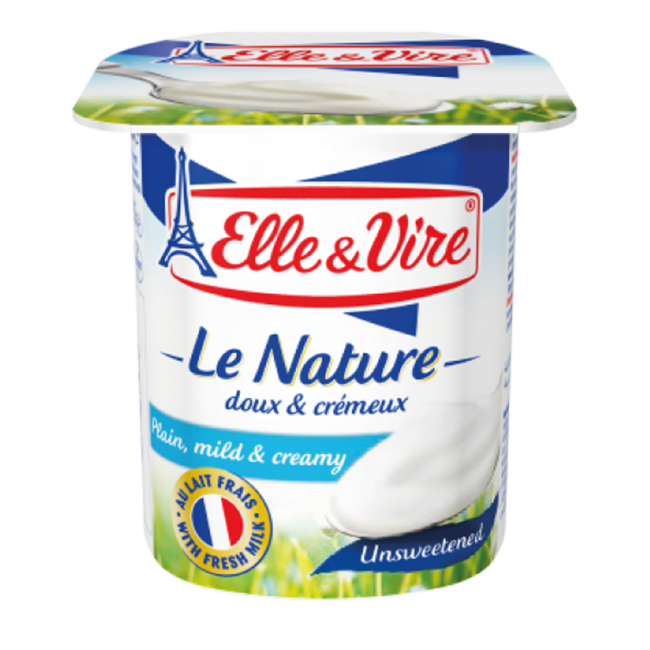 Elle & Vire®
Elle & Vire®
Le Nature
doux & crémeux
Plain, mild & creamy
AU LAIT FRAIS
WITH FRESH MILK
Unsweetened